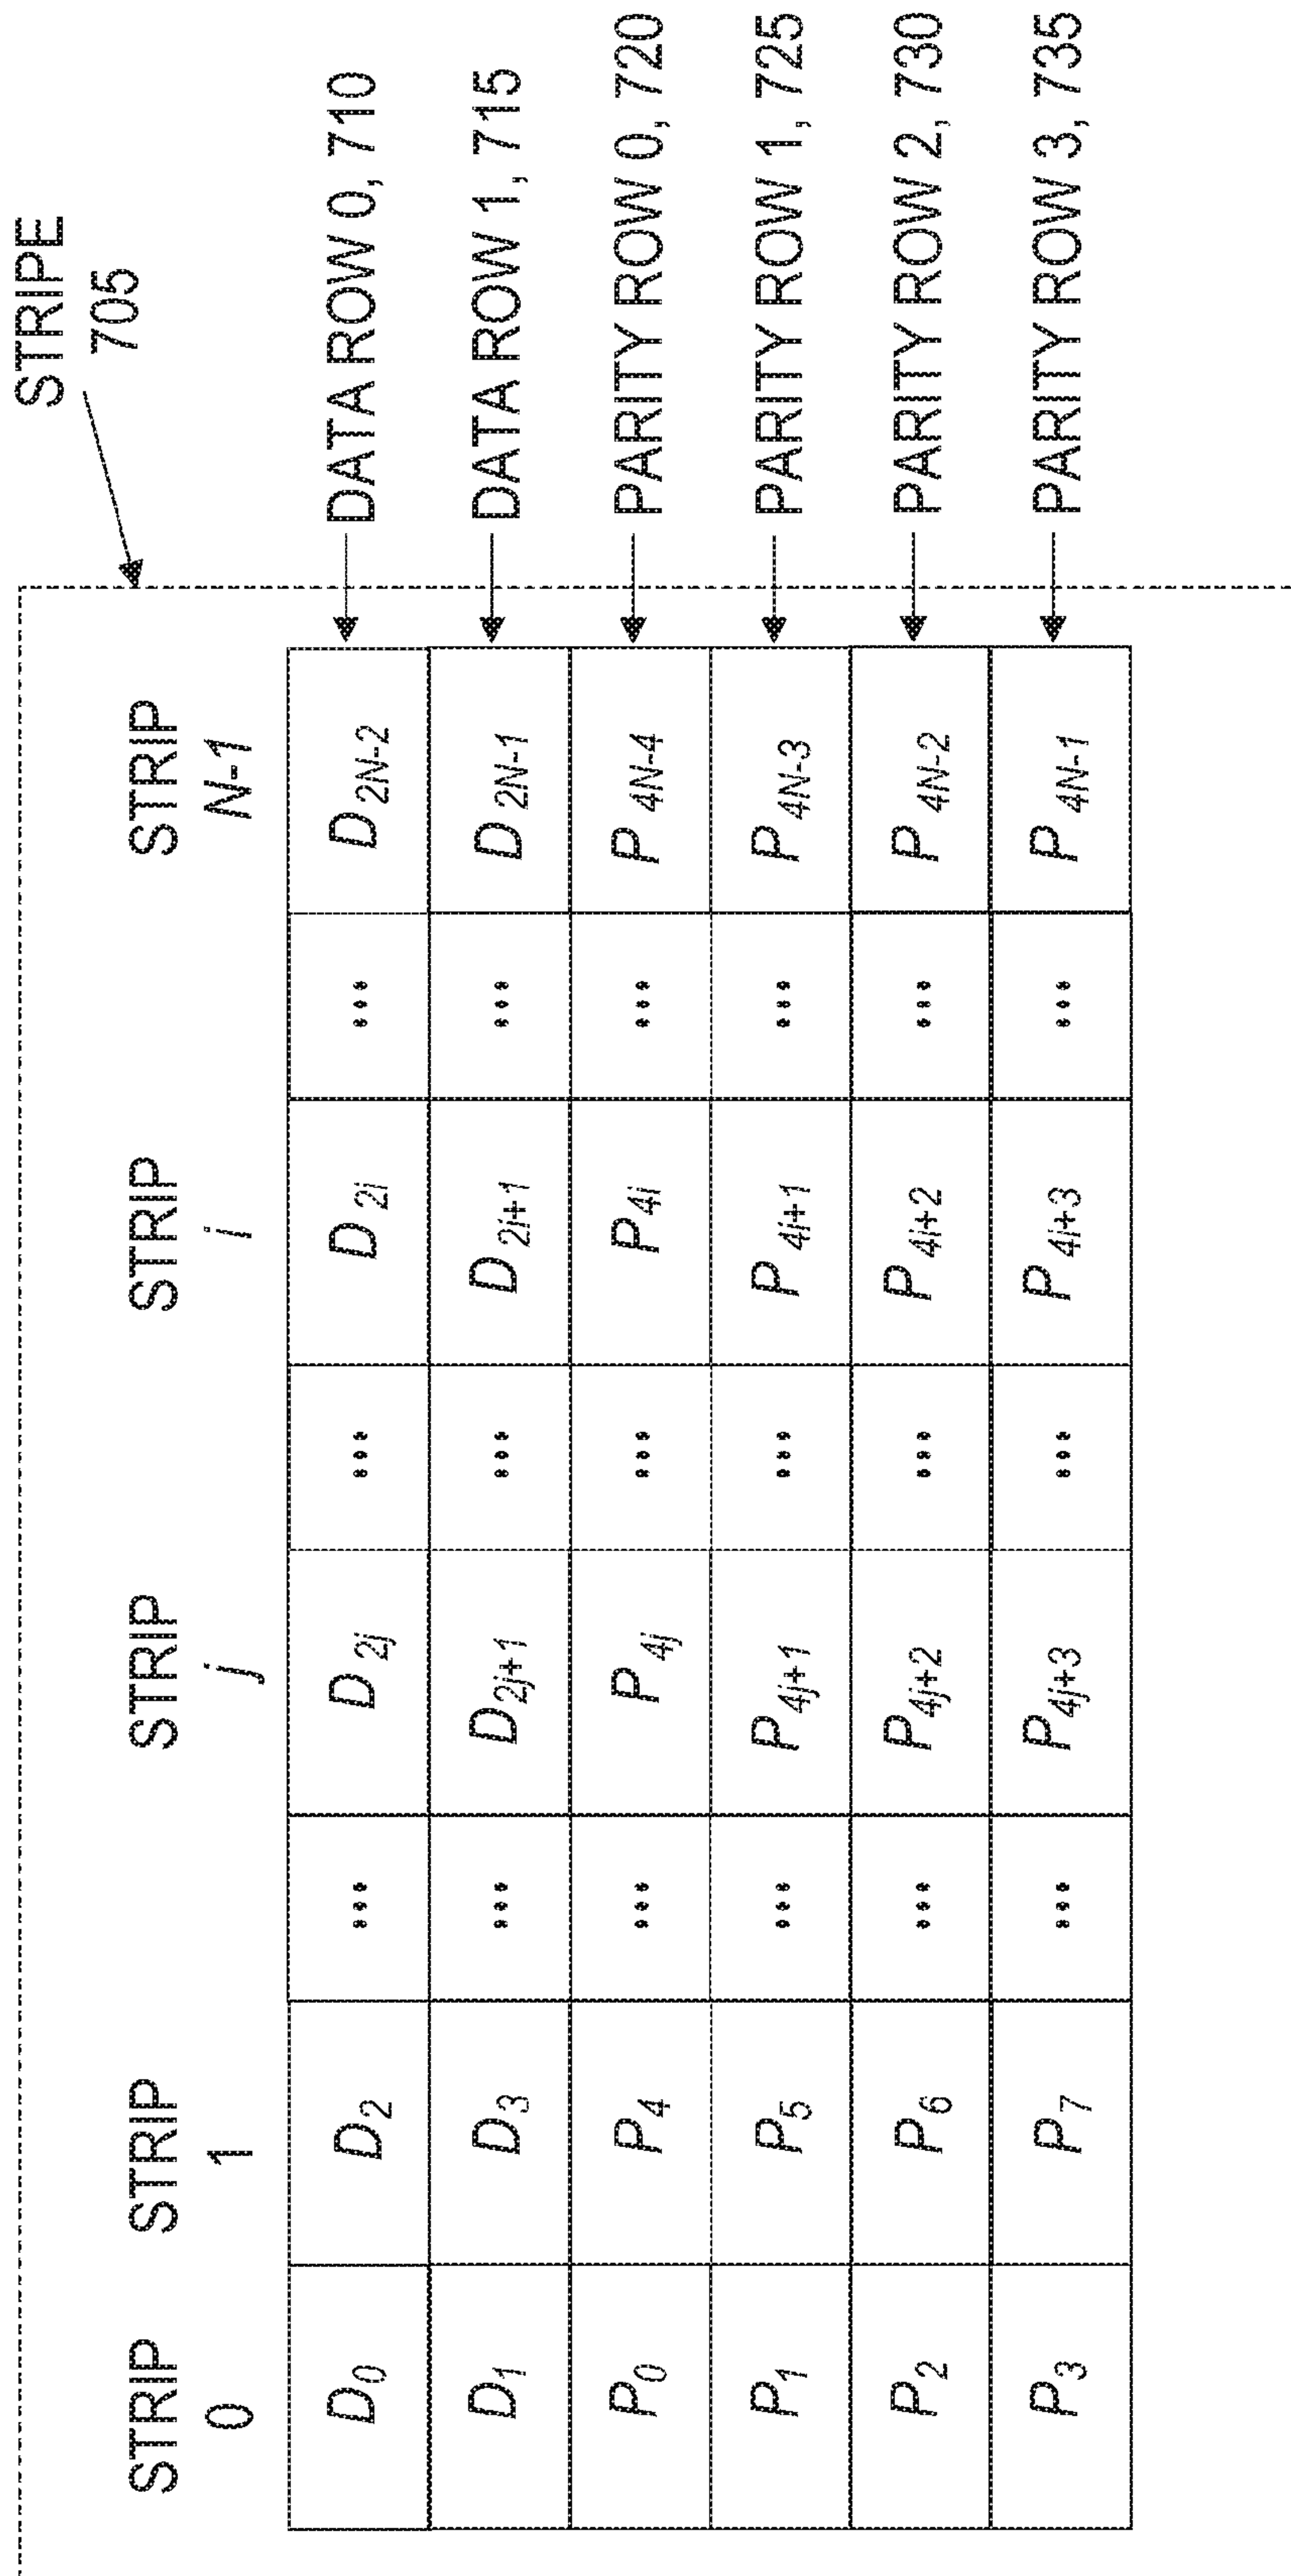 STRIPE
705
STRIP 0 STRIP 1 STRIP j STRIP i STRIP N-1
D0 D2 ... D2j ... D2i ... D2N-2 DATA ROW 0, 710
D1 D3 ... D2j+1 ... D2i+1 ... D2N-1 DATA ROW 1, 715
P0 P4 ... P4j ... P4i ... P4N-4 PARITY ROW 0, 720
P1 P5 ... P4j+1 ... P4i+1 ... P4N-3 PARITY ROW 1, 725
P2 P6 ... P4j+2 ... P4i+2 ... P4N-2 PARITY ROW 2, 730
P3 P7 ... P4j+3 ... P4i+3 ... P4N-1 PARITY ROW 3, 735